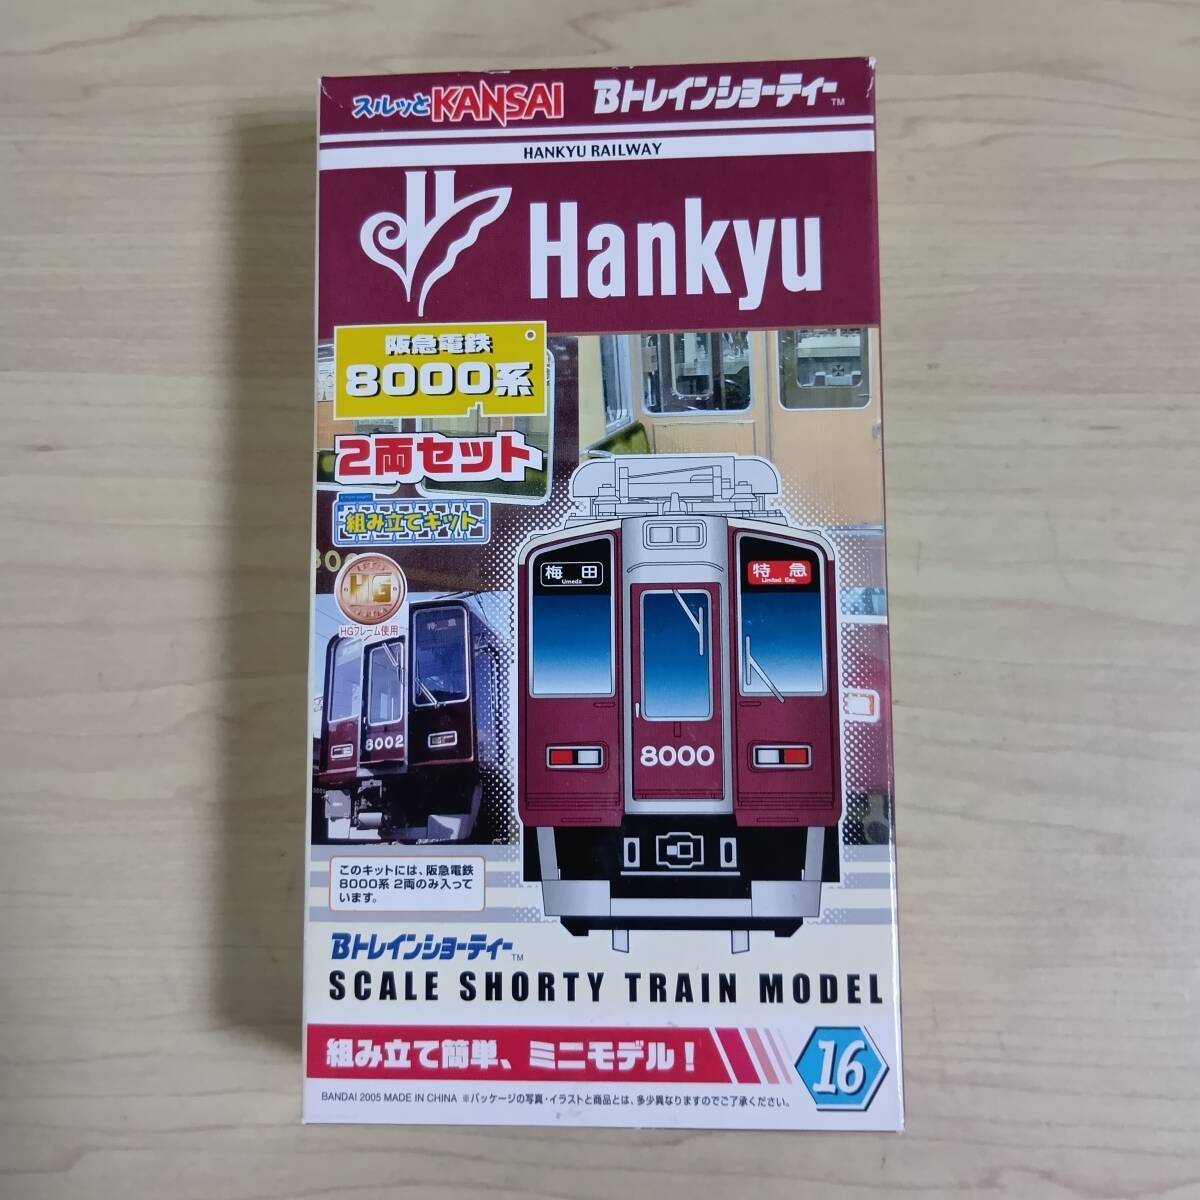 スルッとKANSAI Bトレインショーティー™
HANKYU RAILWAY
Hankyu
阪急電鉄
8000系
2両セット
組み立てキット
HG
HGフレーム使用
梅田
Umeda
特急
Limited Exp.
8002
8000
このキットには、阪急電鉄
8000系 2両のみ入って
います。
Bトレインショーティー™
SCALE SHORTY TRAIN MODEL
組み立て簡単、ミニモデル!
16
BANDAI 2005 MADE IN CHINA ※パッケージの写真・イラストと商品とは、多少異なりますのでご了承ください。